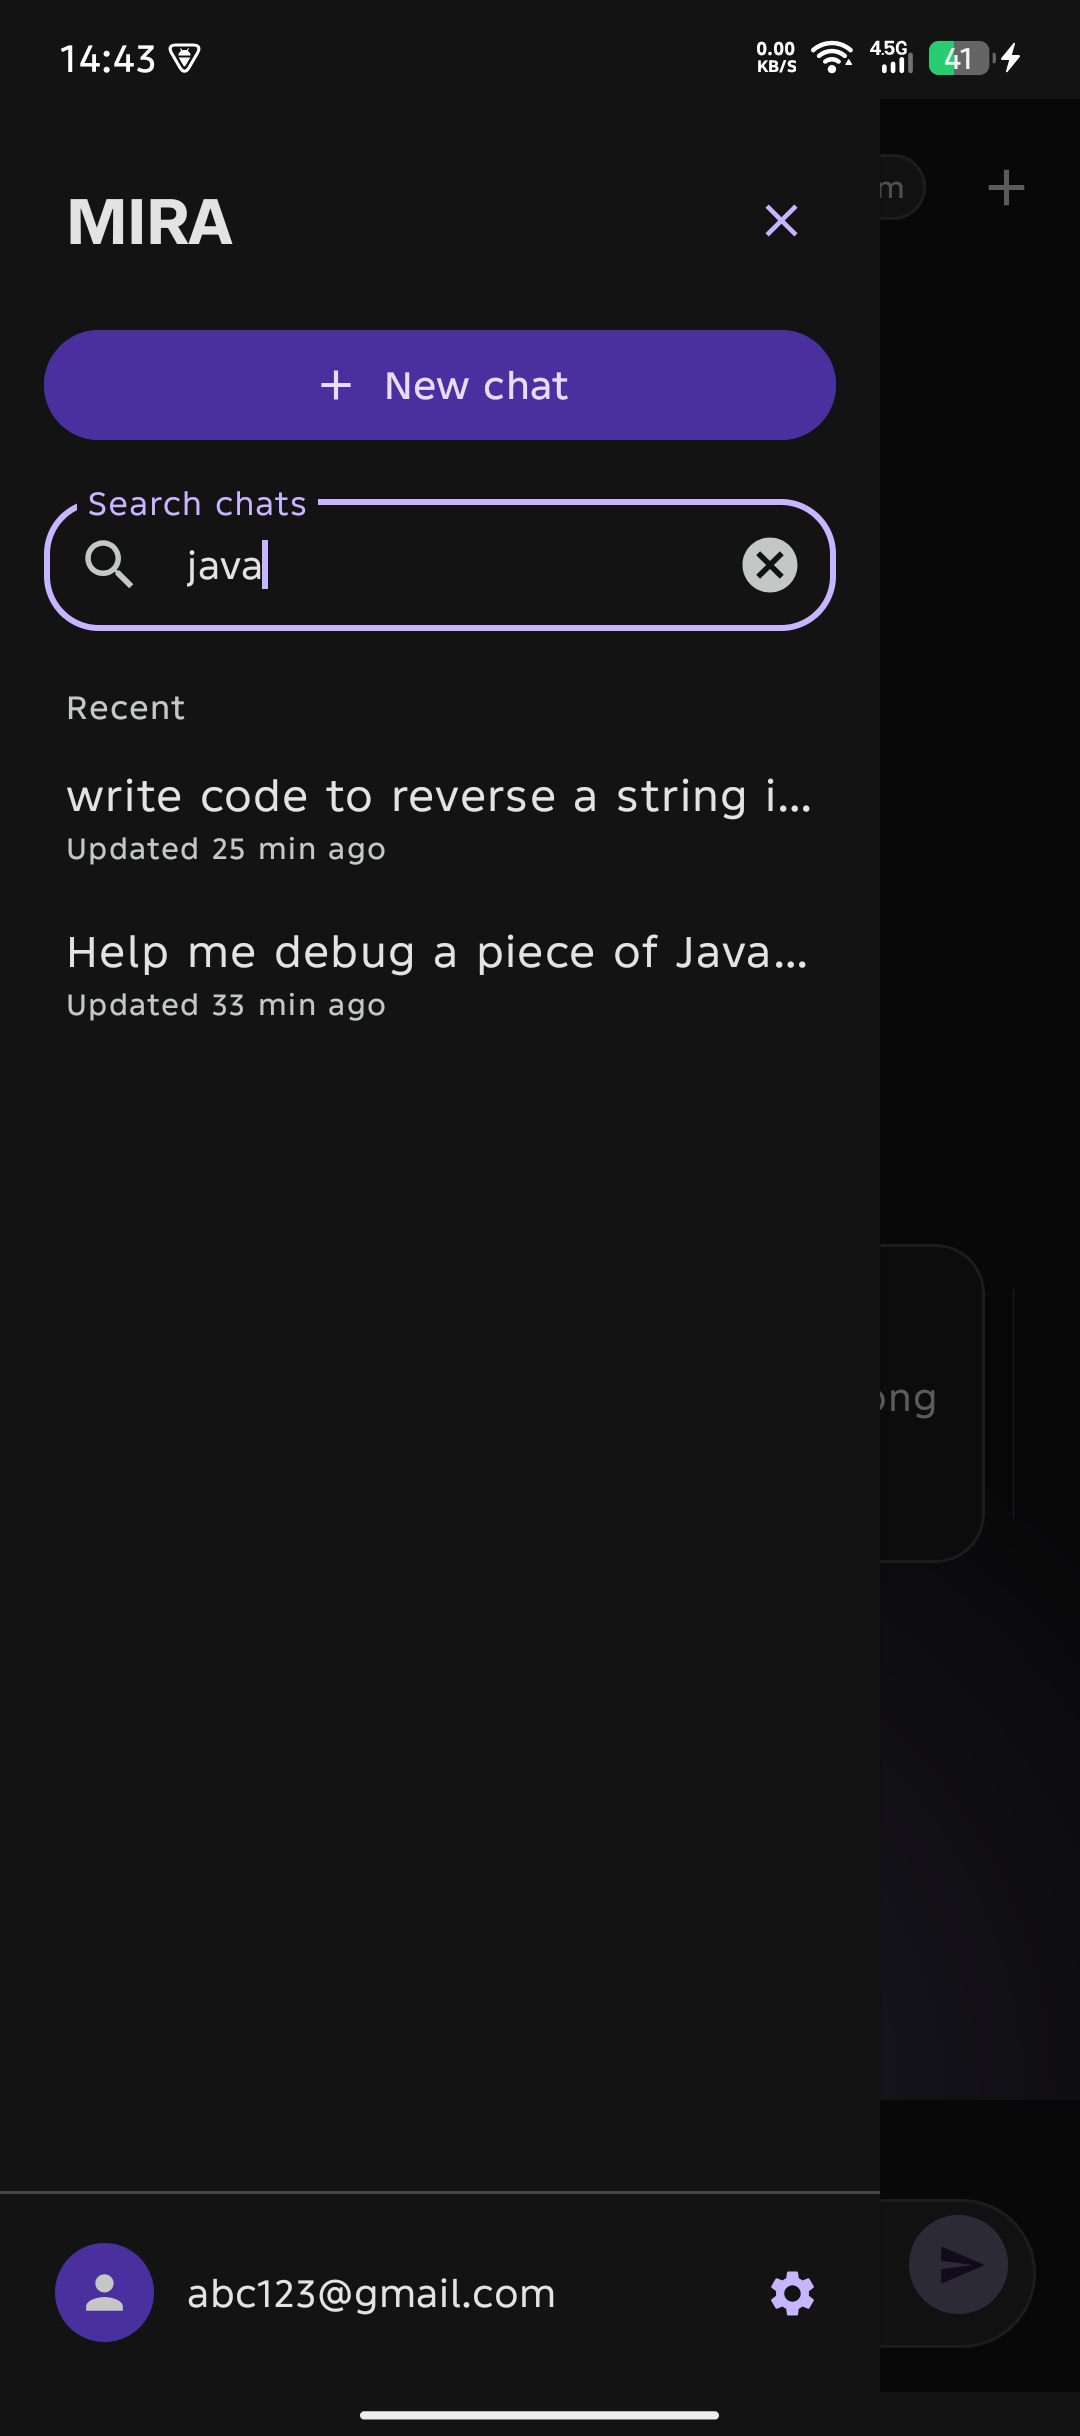 14:43
0.00
KB/S
4.5G
41
MIRA
m
New chat
Search chats
java
Recent
write code to reverse a string i...
Updated 25 min ago
Help me debug a piece of Java...
Updated 33 min ago
ong
abc123@gmail.com